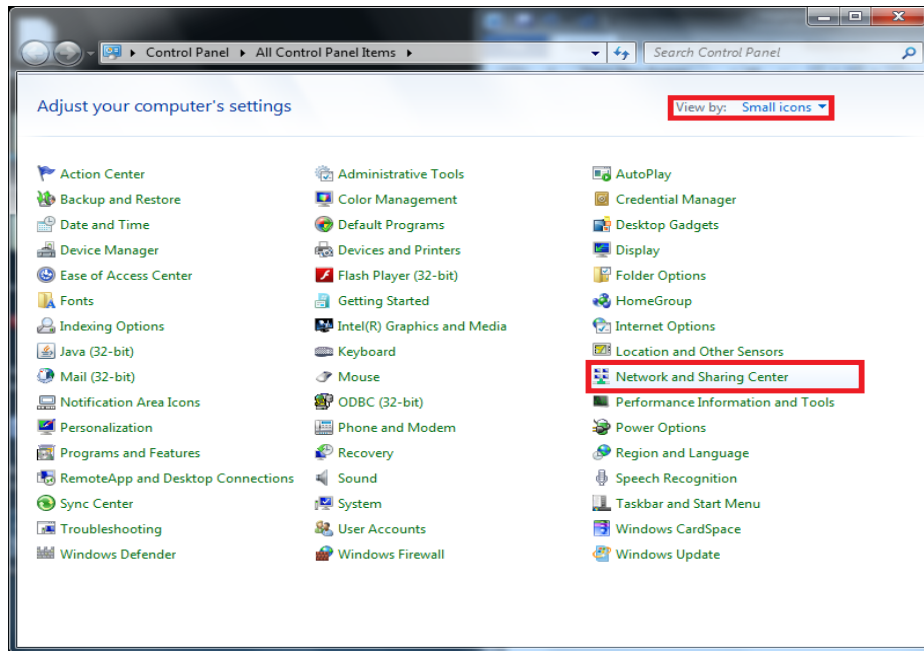 Control Panel All Control Panel Items Search Control Panel
Adjust your computer's settings View by: Small icons
Action Center Administrative Tools AutoPlay
Backup and Restore Color Management Credential Manager
Date and Time Default Programs Desktop Gadgets
Device Manager Devices and Printers Display
Ease of Access Center Flash Player (32-bit) Folder Options
Fonts Getting Started HomeGroup
Indexing Options Intel(R) Graphics and Media Internet Options
Java (32-bit) Keyboard Location and Other Sensors
Mail (32-bit) Mouse Network and Sharing Center
Notification Area Icons ODBC (32-bit) Performance Information and Tools
Personalization Phone and Modem Power Options
Programs and Features Recovery Region and Language
RemoteApp and Desktop Connections Sound Speech Recognition
Sync Center System Taskbar and Start Menu
Troubleshooting User Accounts Windows CardSpace
Windows Defender Windows Firewall Windows Update